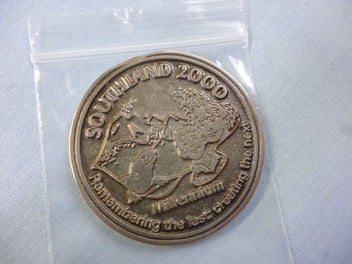 SOUTHLAND 2000
Millennium
Remembering the last, creating the next